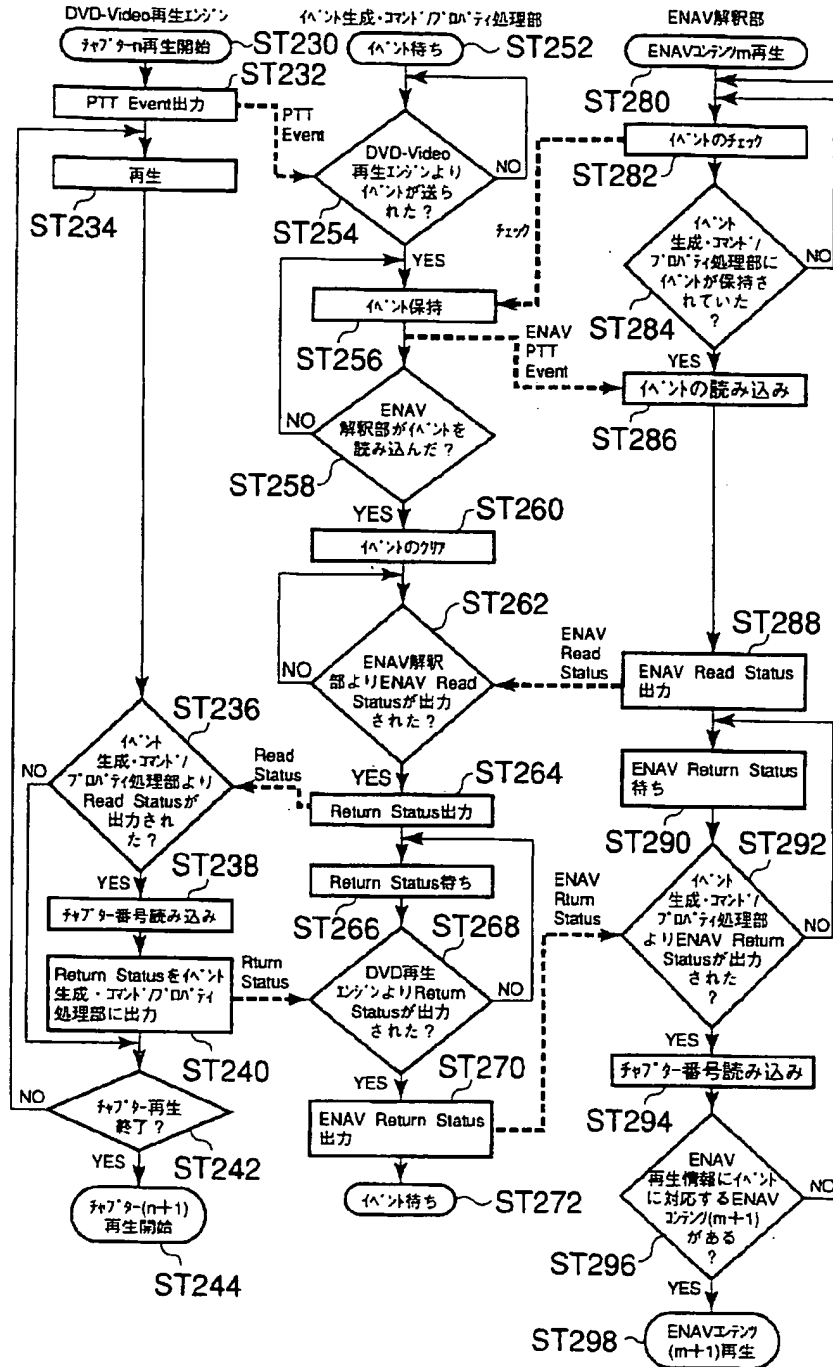 DVD-Video再生エンジン
チャプターn再生開始
ST230
ST232
PTT Event出力
PTT
Event
再生
ST234
ST236
イベント
生成・コマンド/
プロパティ処理部より
Read Statusが
出力され
た?
NO
YES
ST238
チャプター番号読み込み
Return Statusをイベント
生成・コマンド/プロパティ
処理部に出力
Rturn
Status
ST240
NO
チャプター再生
終了?
ST242
YES
チャプター(n+1)
再生開始
ST244
イベント生成・コマンド/プロパティ処理部
イベント待ち
ST252
DVD-Video
再生エンジンより
イベントが送ら
れた?
NO
ST254
YES
チェック
イベント保持
ST256
ENAV
PTT
Event
NO
ENAV
解釈部がイベントを
読み込んだ?
ST258
YES
ST260
イベントのクリア
ST262
NO
ENAV解釈
部よりENAV Read
Statusが出力
された?
ENAV
Read
Status
YES
ST264
Read
Status
Return Status出力
Return Status待ち
ST266
ST268
DVD再生
エンジンよりReturn
Statusが出力
された?
NO
YES
ST270
ENAV Return Status
出力
イベント待ち
ST272
ENAV解釈部
ENAVコンテンツm再生
ST280
イベントのチェック
ST282
イベント
生成・コマンド/
プロパティ処理部に
イベントが保持さ
れていた
?
NO
ST284
YES
イベントの読み込み
ST286
ST288
ENAV Read Status
出力
ENAV Return Status
待ち
ST290
ST292
ENAV
Rturn
Status
イベント
生成・コマンド/
プロパティ処理部
よりENAV Return
Statusが出力
された
?
NO
YES
チャプター番号読み込み
ST294
ENAV
再生情報にイベント
に対応するENAV
コンテンツ(m+1)
がある
?
NO
ST296
YES
ENAVコンテンツ
(m+1)再生
ST298